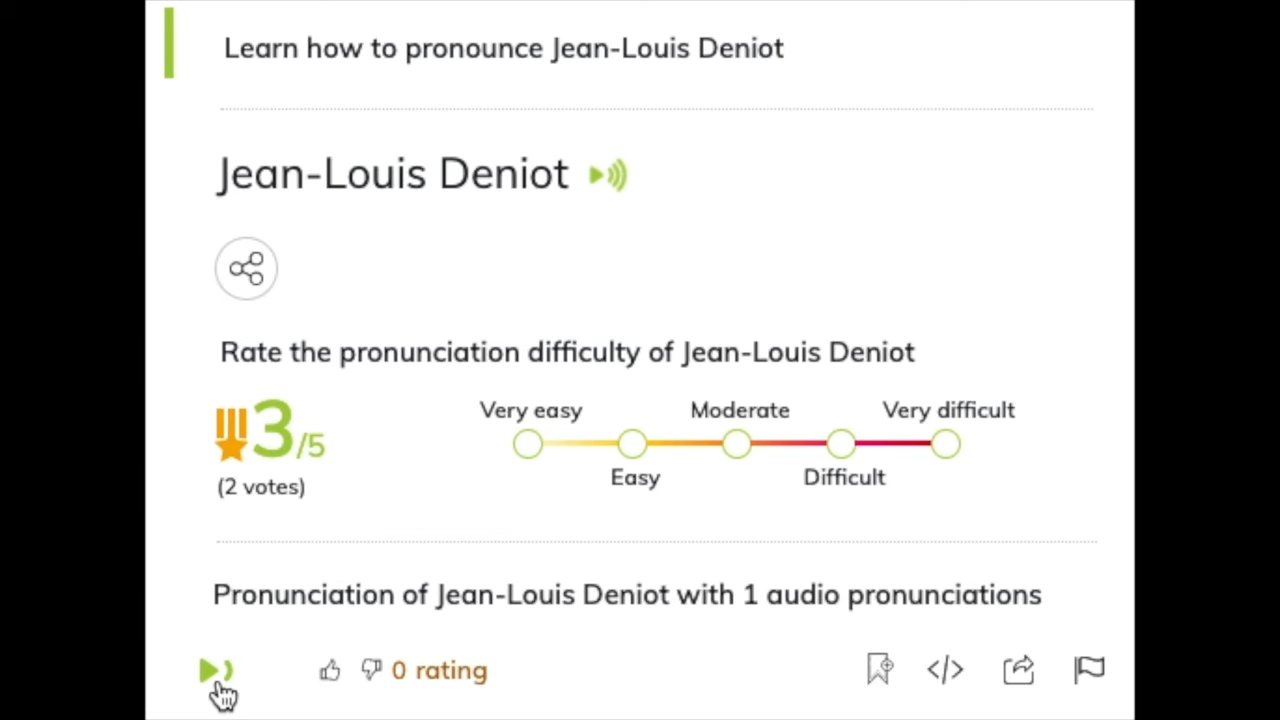 Learn how to pronounce Jean-Louis Deniot
Jean-Louis Deniot
Rate the pronunciation difficulty of Jean-Louis Deniot
3/5
(2 votes)
Very easy
Easy
Moderate
Difficult
Very difficult
Pronunciation of Jean-Louis Deniot with 1 audio pronunciations
0 rating